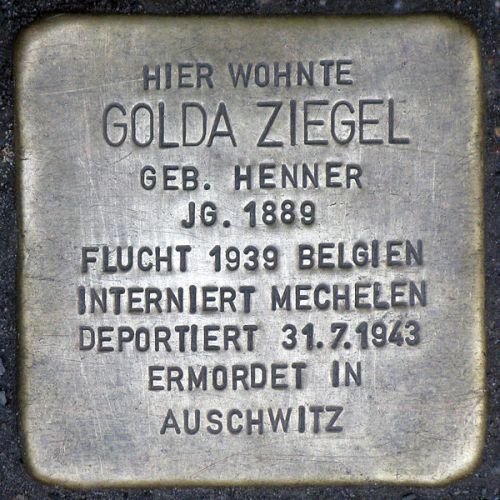 HIER WOHNTE
GOLDA ZIEGEL
GEB. HENNER
JG. 1889
FLUCHT 1939 BELGIEN
INTERNIERT MECHELEN
DEPORTIERT 31.7.1943
ERMORDET IN
AUSCHWITZ